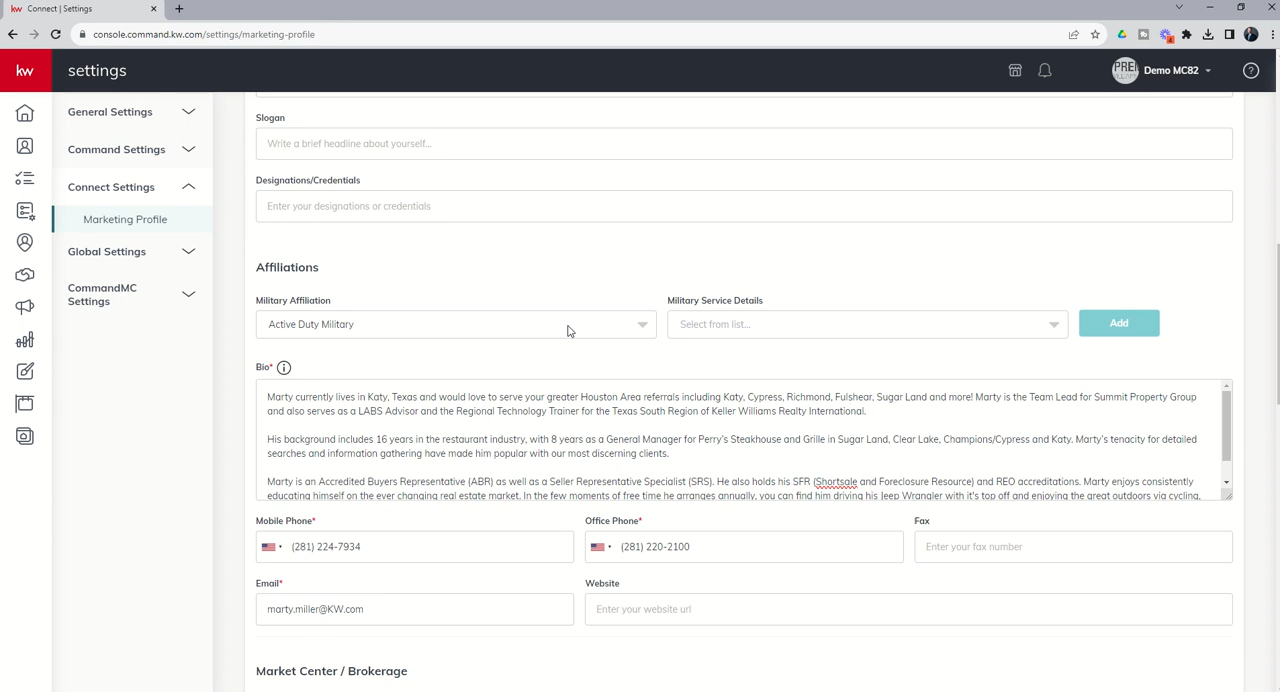 kw Connect | Settings
console.command.kw.com/settings/marketing-profile
kw settings
PRE
Demo MC82
General Settings
Command Settings
Connect Settings
Marketing Profile
Global Settings
CommandMC
Settings
Slogan
Write a brief headline about yourself...
Designations/Credentials
Enter your designations or credentials
Affiliations
Military Affiliation
Military Service Details
Active Duty Military
Select from list...
Add
Bio*
Marty currently lives in Katy, Texas and would love to serve your greater Houston Area referrals including Katy, Cypress, Richmond, Fulshear, Sugar Land and more! Marty is the Team Lead for Summit Property Group
and also serves as a LABS Advisor and the Regional Technology Trainer for the Texas South Region of Keller Williams Realty International.
His background includes 16 years in the restaurant industry, with 8 years as a General Manager for Perry's Steakhouse and Grille in Sugar Land, Clear Lake, Champions/Cypress and Katy. Marty's tenacity for detailed
searches and information gathering have made him popular with our most discerning clients.
Marty is an Accredited Buyers Representative (ABR) as well as a Seller Representative Specialist (SRS). He also holds his SFR (Shortsale and Foreclosure Resource) and REO accreditations. Marty enjoys consistently
educating himself on the ever changing real estate market. In the few moments of free time he arranges annually, you can find him driving his Jeep Wrangler with it's top off and enjoying the great outdoors via cycling,
Mobile Phone*
Office Phone*
Fax
(281) 224-7934
(281) 220-2100
Enter your fax number
Email*
Website
marty.miller@KW.com
Enter your website url
Market Center / Brokerage